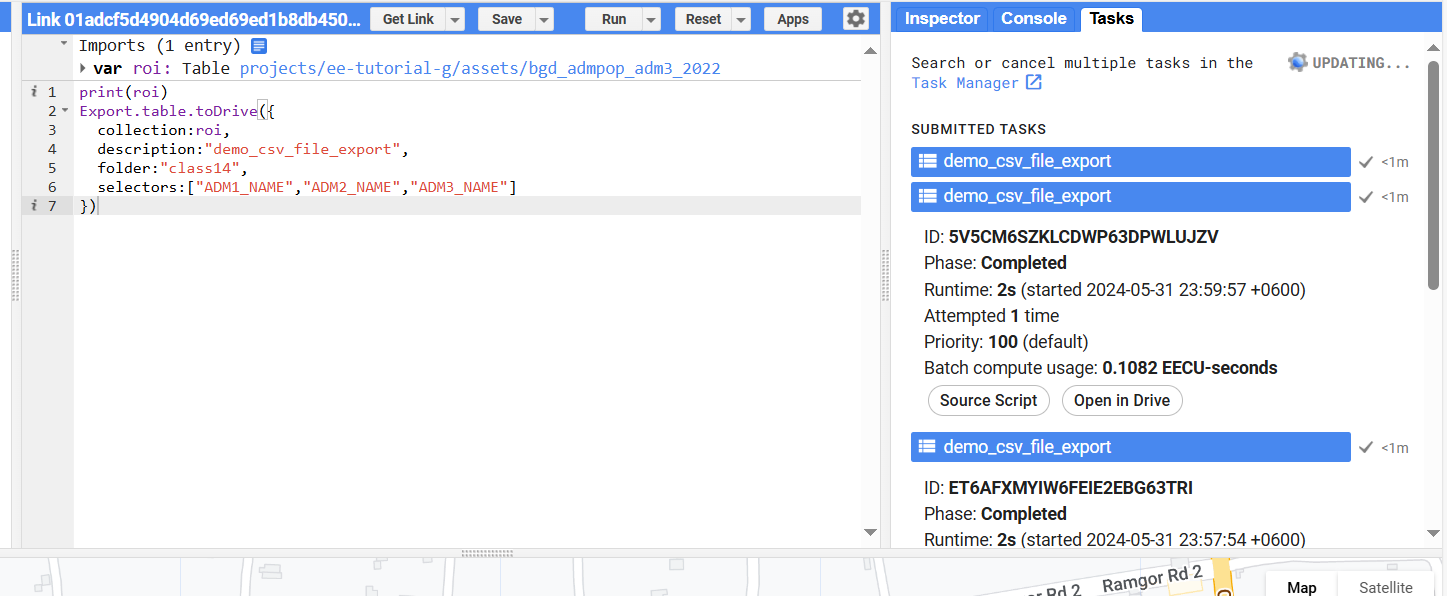 Link 01adcf5d4904d69ed69ed1b8db450...
Get Link
Save
Run
Reset
Apps
Inspector
Console
Tasks
Imports (1 entry)
var roi: Table projects/ee-tutorial-g/assets/bgd_admpop_adm3_2022
i 1 print(roi)
2 Export.table.toDrive({
3 collection:roi,
4 description:"demo_csv_file_export",
5 folder:"class14",
6 selectors:["ADM1_NAME","ADM2_NAME","ADM3_NAME"]
i 7 })
Search or cancel multiple tasks in the
Task Manager
UPDATING...
SUBMITTED TASKS
demo_csv_file_export
<1m
demo_csv_file_export
<1m
ID: 5V5CM6SZKLCDWP63DPWLUJZV
Phase: Completed
Runtime: 2s (started 2024-05-31 23:59:57 +0600)
Attempted 1 time
Priority: 100 (default)
Batch compute usage: 0.1082 EECU-seconds
Source Script
Open in Drive
demo_csv_file_export
<1m
ID: ET6AFXMYIW6FEIE2EBG63TRI
Phase: Completed
Runtime: 2s (started 2024-05-31 23:57:54 +0600)
Rd 2
Ramgor Rd 2
Map
Satellite